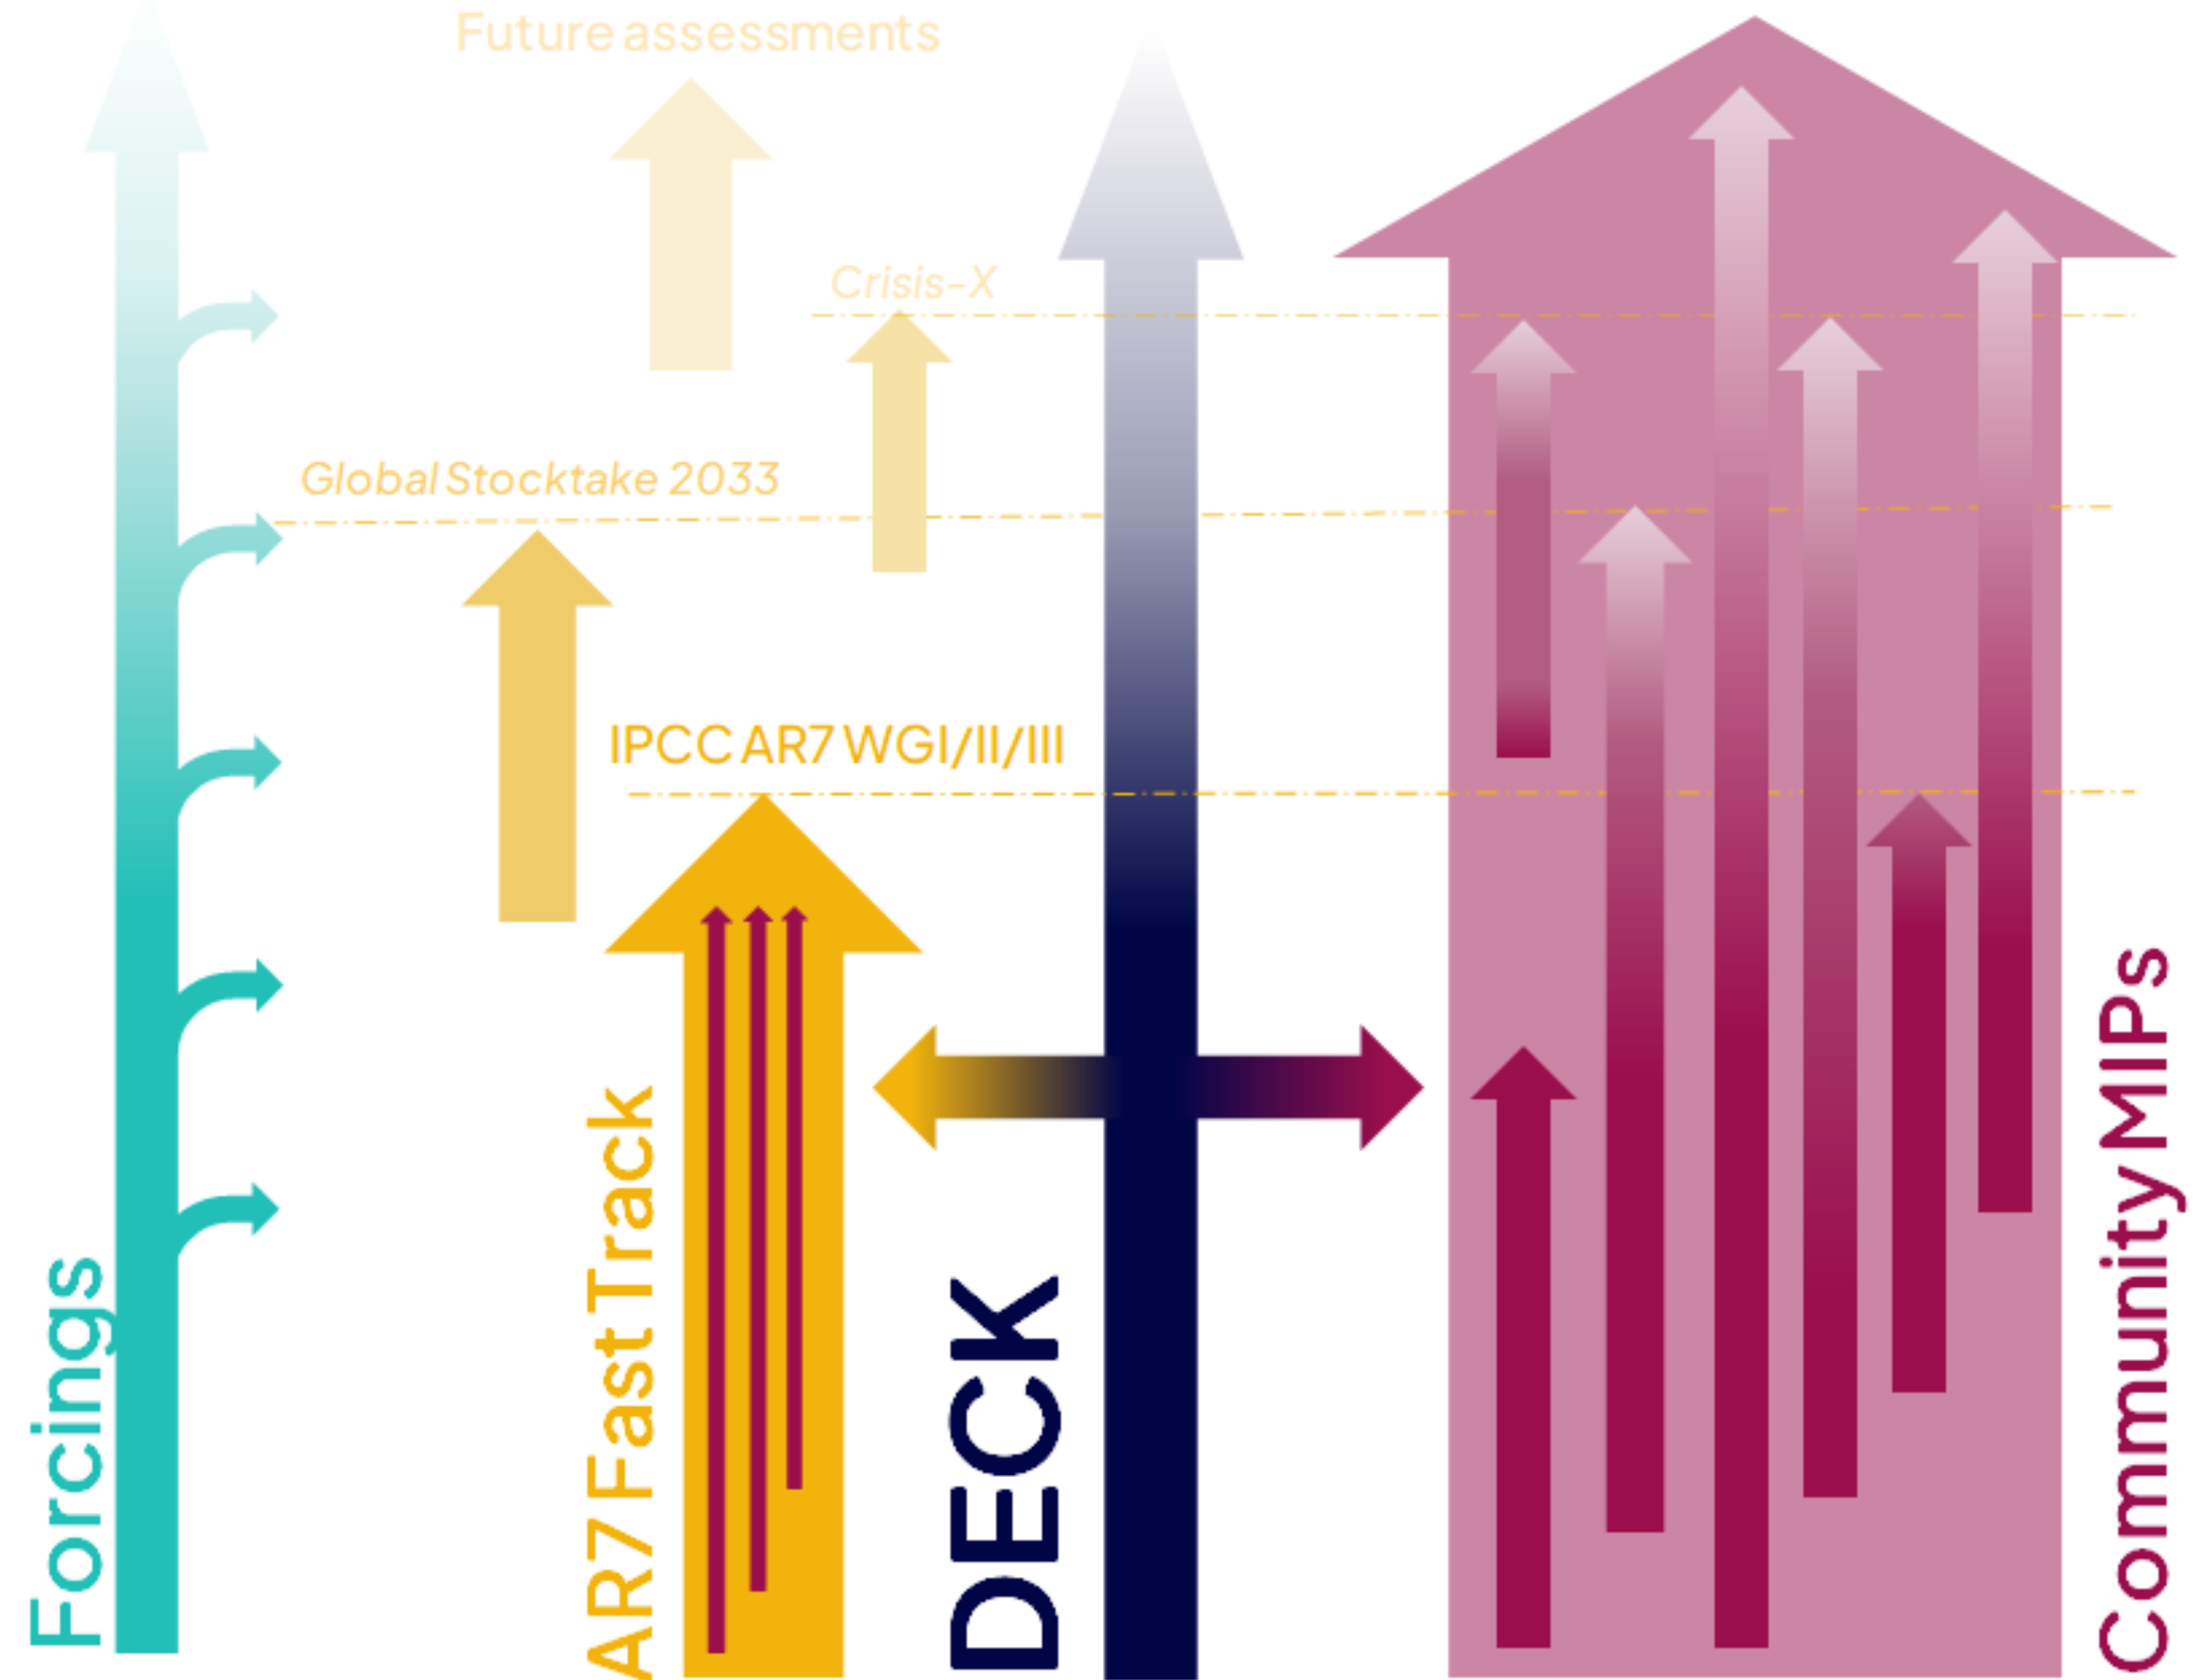 Future assessments
Crisis-X
Global Stocktake 2033
IPCC AR7 WGI/II/III
Forcings
AR7 Fast Track
DECK
Community MIPs